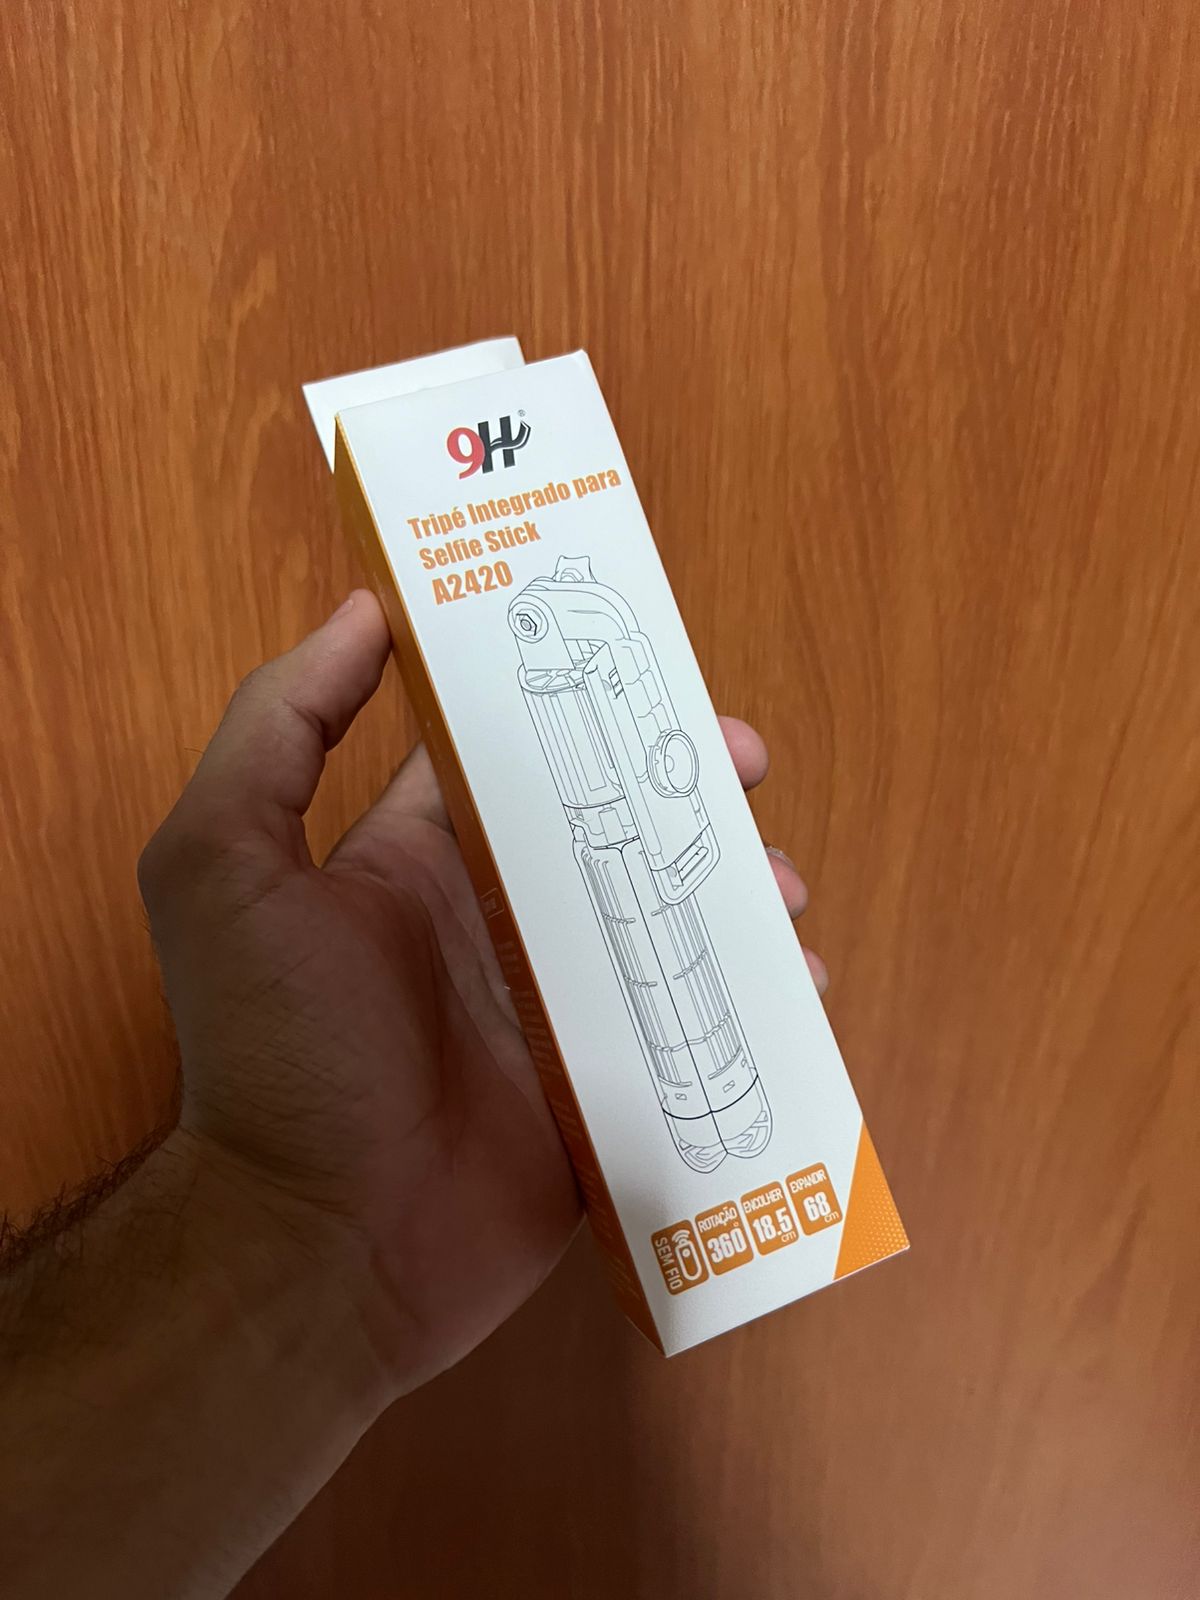 9H®
Tripé Integrado para
Selfie Stick
A2420
SEM FIO
ROTAÇÃO
360°
ENCOLHER
18.5
cm
EXPANDIR
68
cm